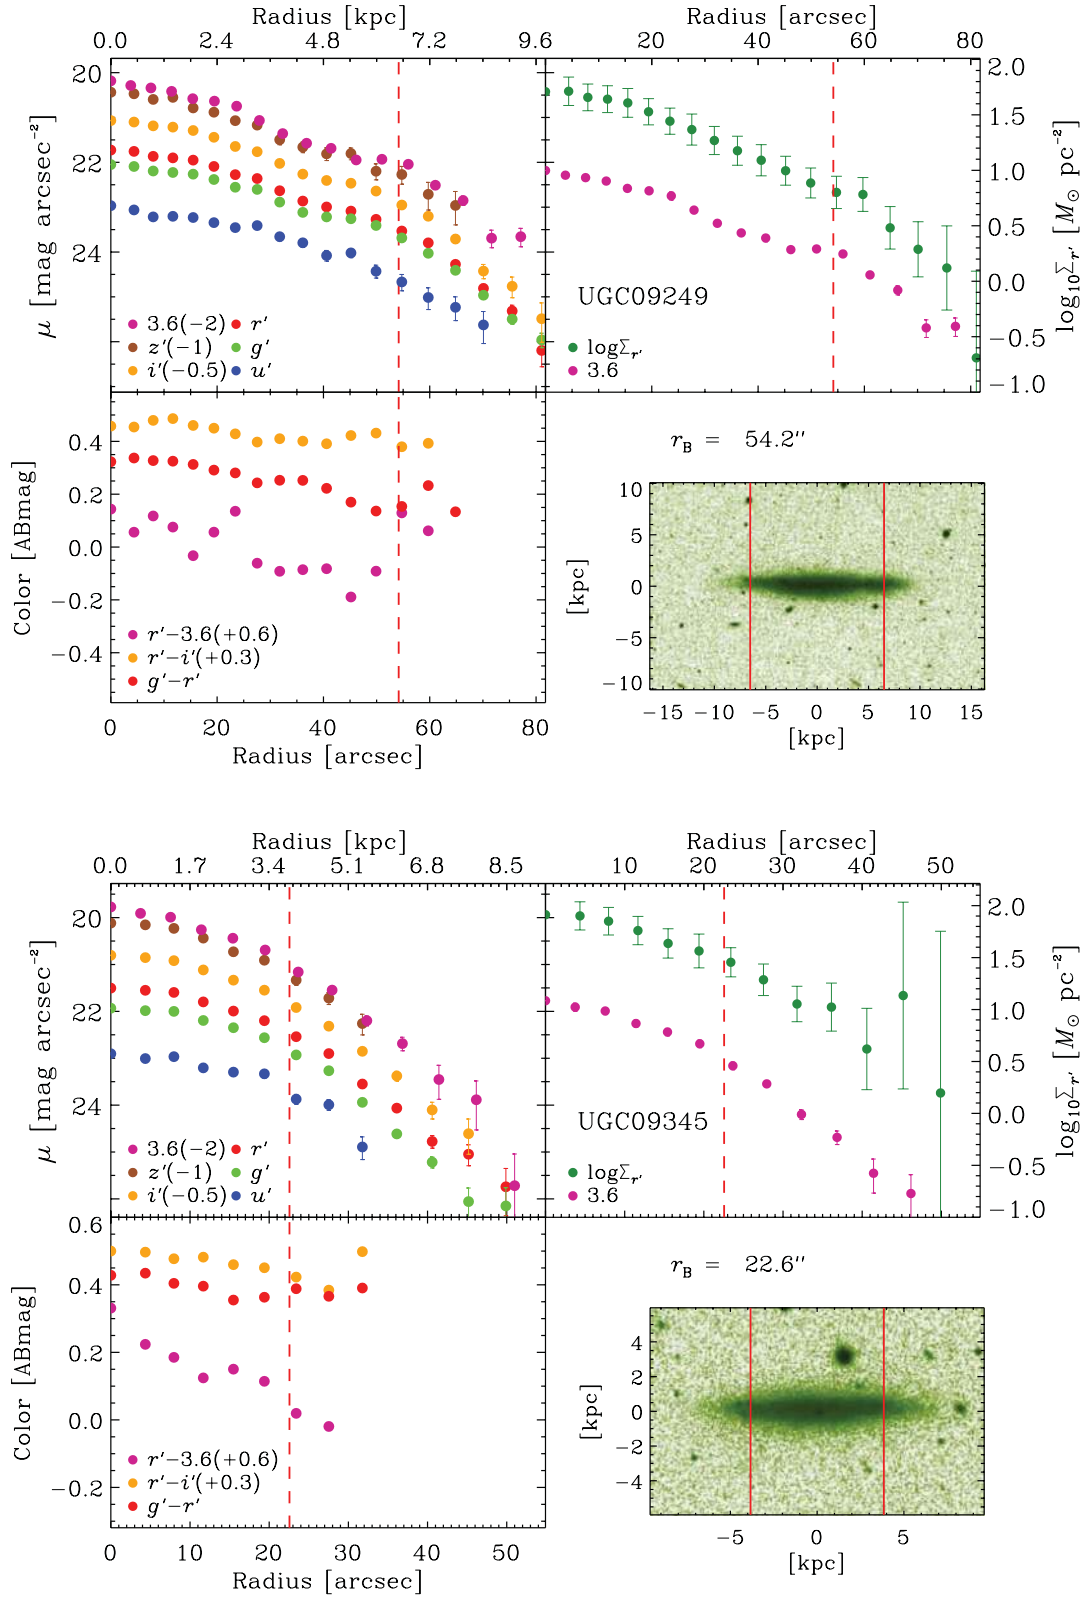 Radius [kpc] Radius [arcsec]
0.0 2.4 4.8 7.2 9.6 20 40 60 80
20 2.0
1.5
22 1.0
0.5
24 0.0
−0.5
−1.0
μ [mag arcsec⁻²]
log₁₀Σᵣ′ [M⊙ pc⁻²]
UGC09249
3.6(−2) r′
z′(−1) g′
i′(−0.5) u′
logΣᵣ′
3.6
0.4
0.2
0.0
−0.2
−0.4
Color [ABmag]
r′−3.6(+0.6)
r′−i′(+0.3)
g′−r′
0 20 40 60 80
Radius [arcsec]
r_B = 54.2″
10
5
0
−5
−10
[kpc]
−15 −10 −5 0 5 10 15
[kpc]
Radius [kpc] Radius [arcsec]
0.0 1.7 3.4 5.1 6.8 8.5 10 20 30 40 50
20 2.0
1.5
22 1.0
0.5
24 0.0
−0.5
−1.0
μ [mag arcsec⁻²]
log₁₀Σᵣ′ [M⊙ pc⁻²]
UGC09345
3.6(−2) r′
z′(−1) g′
i′(−0.5) u′
logΣᵣ′
3.6
0.6
0.4
0.2
0.0
−0.2
Color [ABmag]
r′−3.6(+0.6)
r′−i′(+0.3)
g′−r′
0 10 20 30 40 50
Radius [arcsec]
r_B = 22.6″
4
2
0
−2
−4
[kpc]
−5 0 5
[kpc]